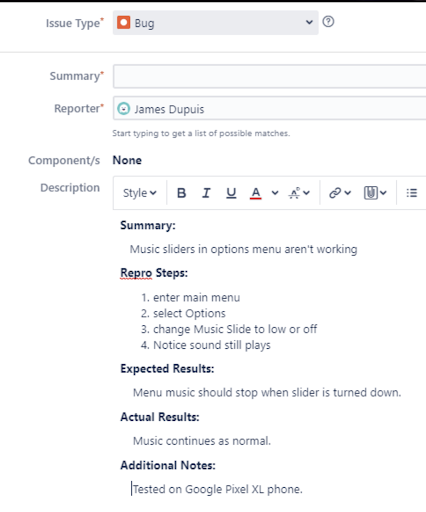 Issue Type* Bug
Summary*
Reporter* James Dupuis
Start typing to get a list of possible matches.
Component/s None
Description Style B I U A
Summary:
Music sliders in options menu aren't working
Repro Steps:
1. enter main menu
2. select Options
3. change Music Slide to low or off
4. Notice sound still plays
Expected Results:
Menu music should stop when slider is turned down.
Actual Results:
Music continues as normal.
Additional Notes:
Tested on Google Pixel XL phone.